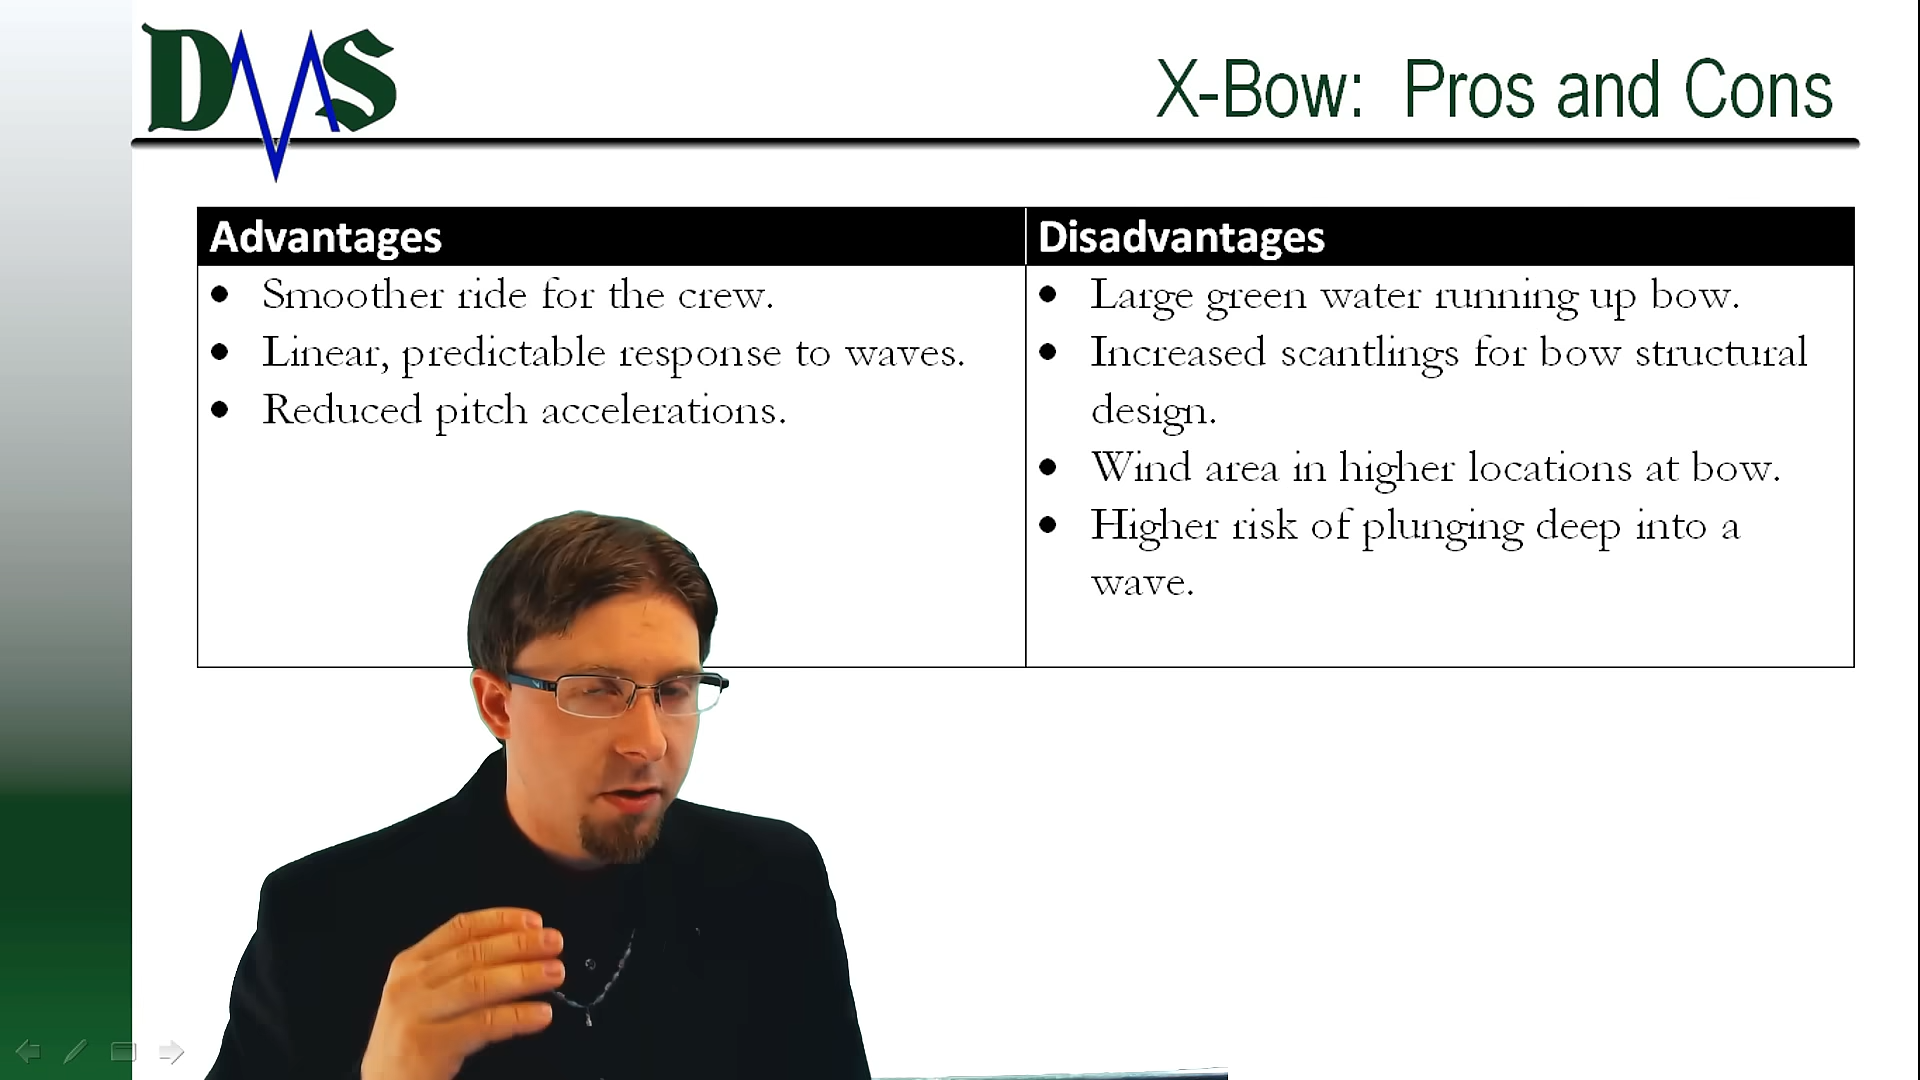 DMS
X-Bow: Pros and Cons
Advantages
• Smoother ride for the crew.
• Linear, predictable response to waves.
• Reduced pitch accelerations.
Disadvantages
• Large green water running up bow.
• Increased scantlings for bow structural
design.
• Wind area in higher locations at bow.
• Higher risk of plunging deep into a
wave.